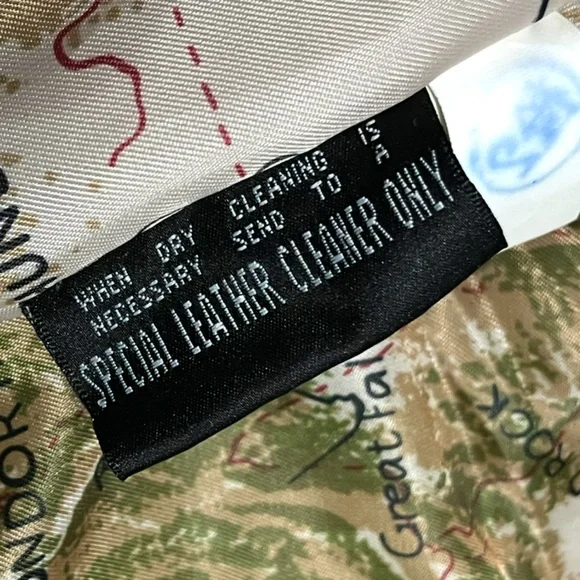 WHEN DRY CLEANING IS
NECESSARY SEND TO A
SPECIAL LEATHER CLEANER ONLY
Great Fal
ROCK